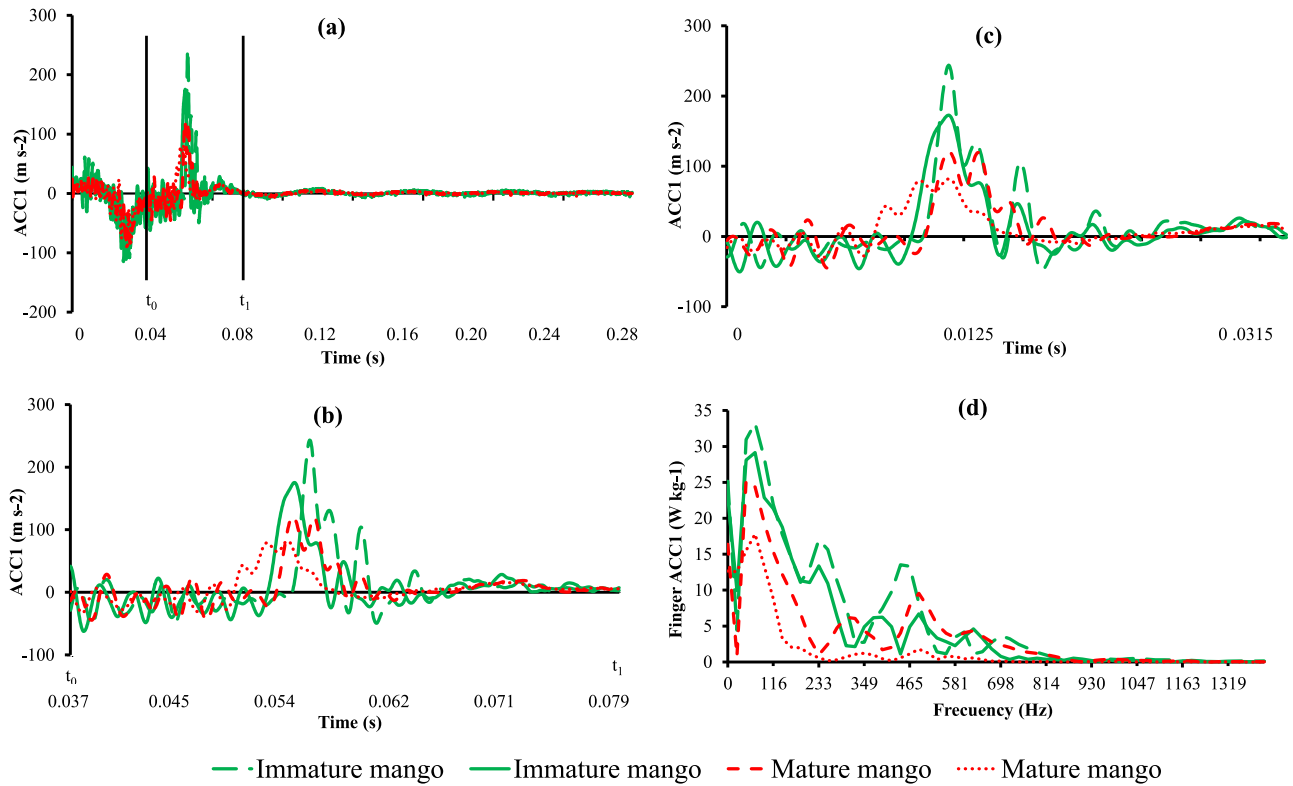 (a)
300
200
100
0
-100
-200
ACC1 (m s-2)
t0
t1
0 0.04 0.08 0.12 0.16 0.20 0.24 0.28
Time (s)
(c)
300
200
100
0
-100
ACC1 (m s-2)
0 0.0125 0.0315
Time (s)
(b)
300
200
100
0
-100
ACC1 (m s-2)
t0
t1
0.037 0.045 0.054 0.062 0.071 0.079
Time (s)
(d)
35
30
25
20
15
10
5
0
Finger ACC1 (W kg-1)
0 116 233 349 465 581 698 814 930 1047 1163 1319
Frecuency (Hz)
Immature mango Immature mango Mature mango Mature mango